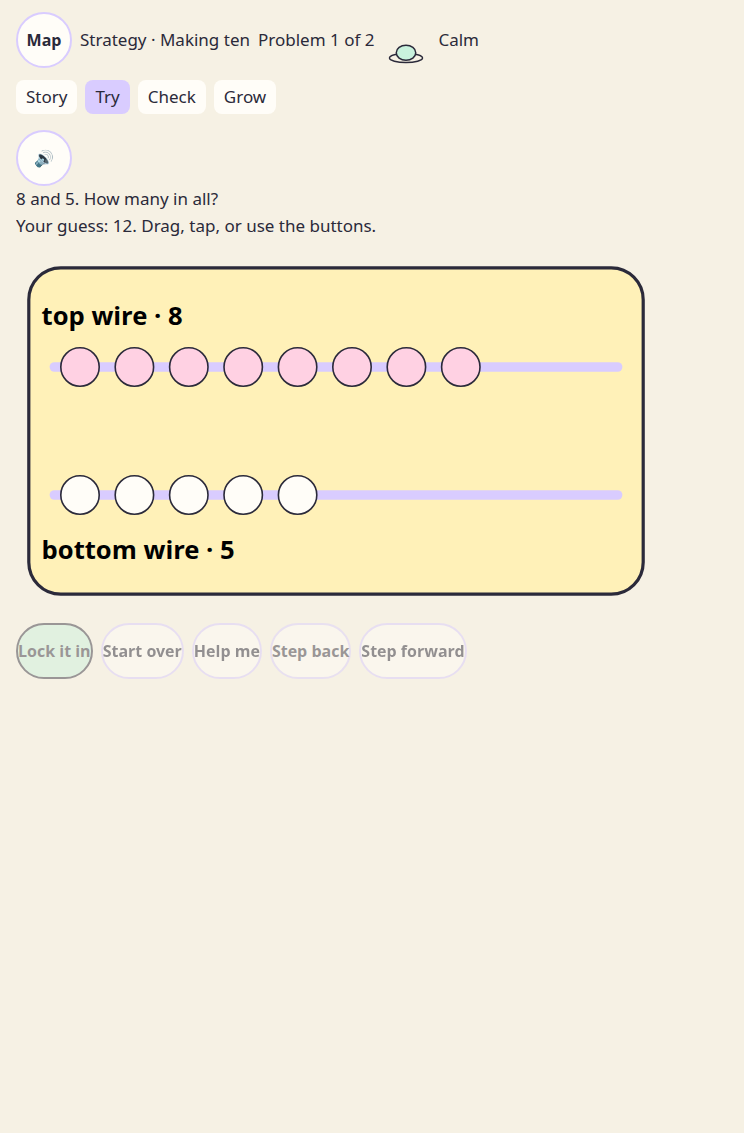 Map Strategy · Making ten Problem 1 of 2 Calm
Story Try Check Grow
8 and 5. How many in all?
Your guess: 12. Drag, tap, or use the buttons.
top wire · 8
bottom wire · 5
Lock it in Start over Help me Step back Step forward